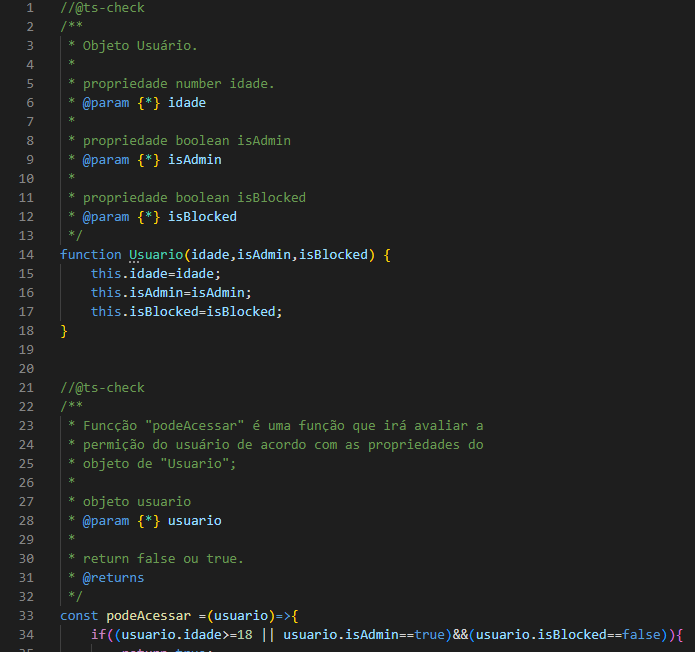 1 //@ts-check
2 /**
3 * Objeto Usuário.
4 *
5 * propriedade number idade.
6 * @param {*} idade
7 *
8 * propriedade boolean isAdmin
9 * @param {*} isAdmin
10 *
11 * propriedade boolean isBlocked
12 * @param {*} isBlocked
13 */
14 function Usuario(idade,isAdmin,isBlocked) {
15 this.idade=idade;
16 this.isAdmin=isAdmin;
17 this.isBlocked=isBlocked;
18 }
19
20
21 //@ts-check
22 /**
23 * Funcção "podeAcessar" é uma função que irá avaliar a
24 * permição do usuário de acordo com as propriedades do
25 * objeto de "Usuario";
26 *
27 * objeto usuario
28 * @param {*} usuario
29 *
30 * return false ou true.
31 * @returns
32 */
33 const podeAcessar =(usuario)=>{
34 if((usuario.idade>=18 || usuario.isAdmin==true)&&(usuario.isBlocked==false)){